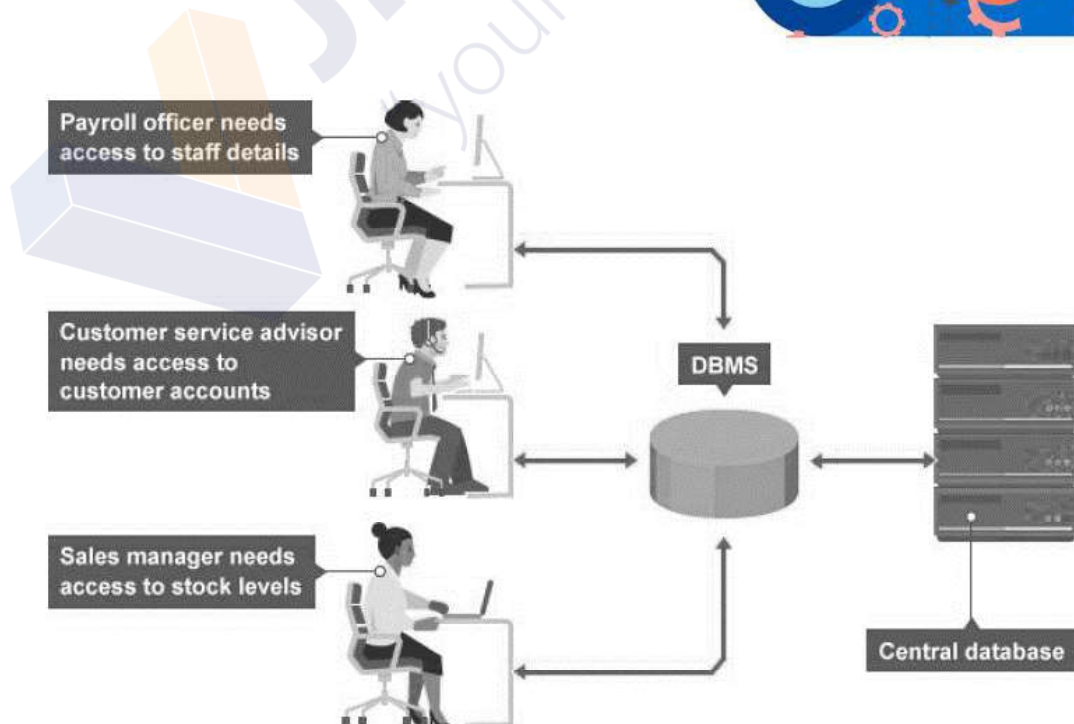 Payroll officer needs
access to staff details
Customer service advisor
needs access to
customer accounts
DBMS
Sales manager needs
access to stock levels
Central database
"your